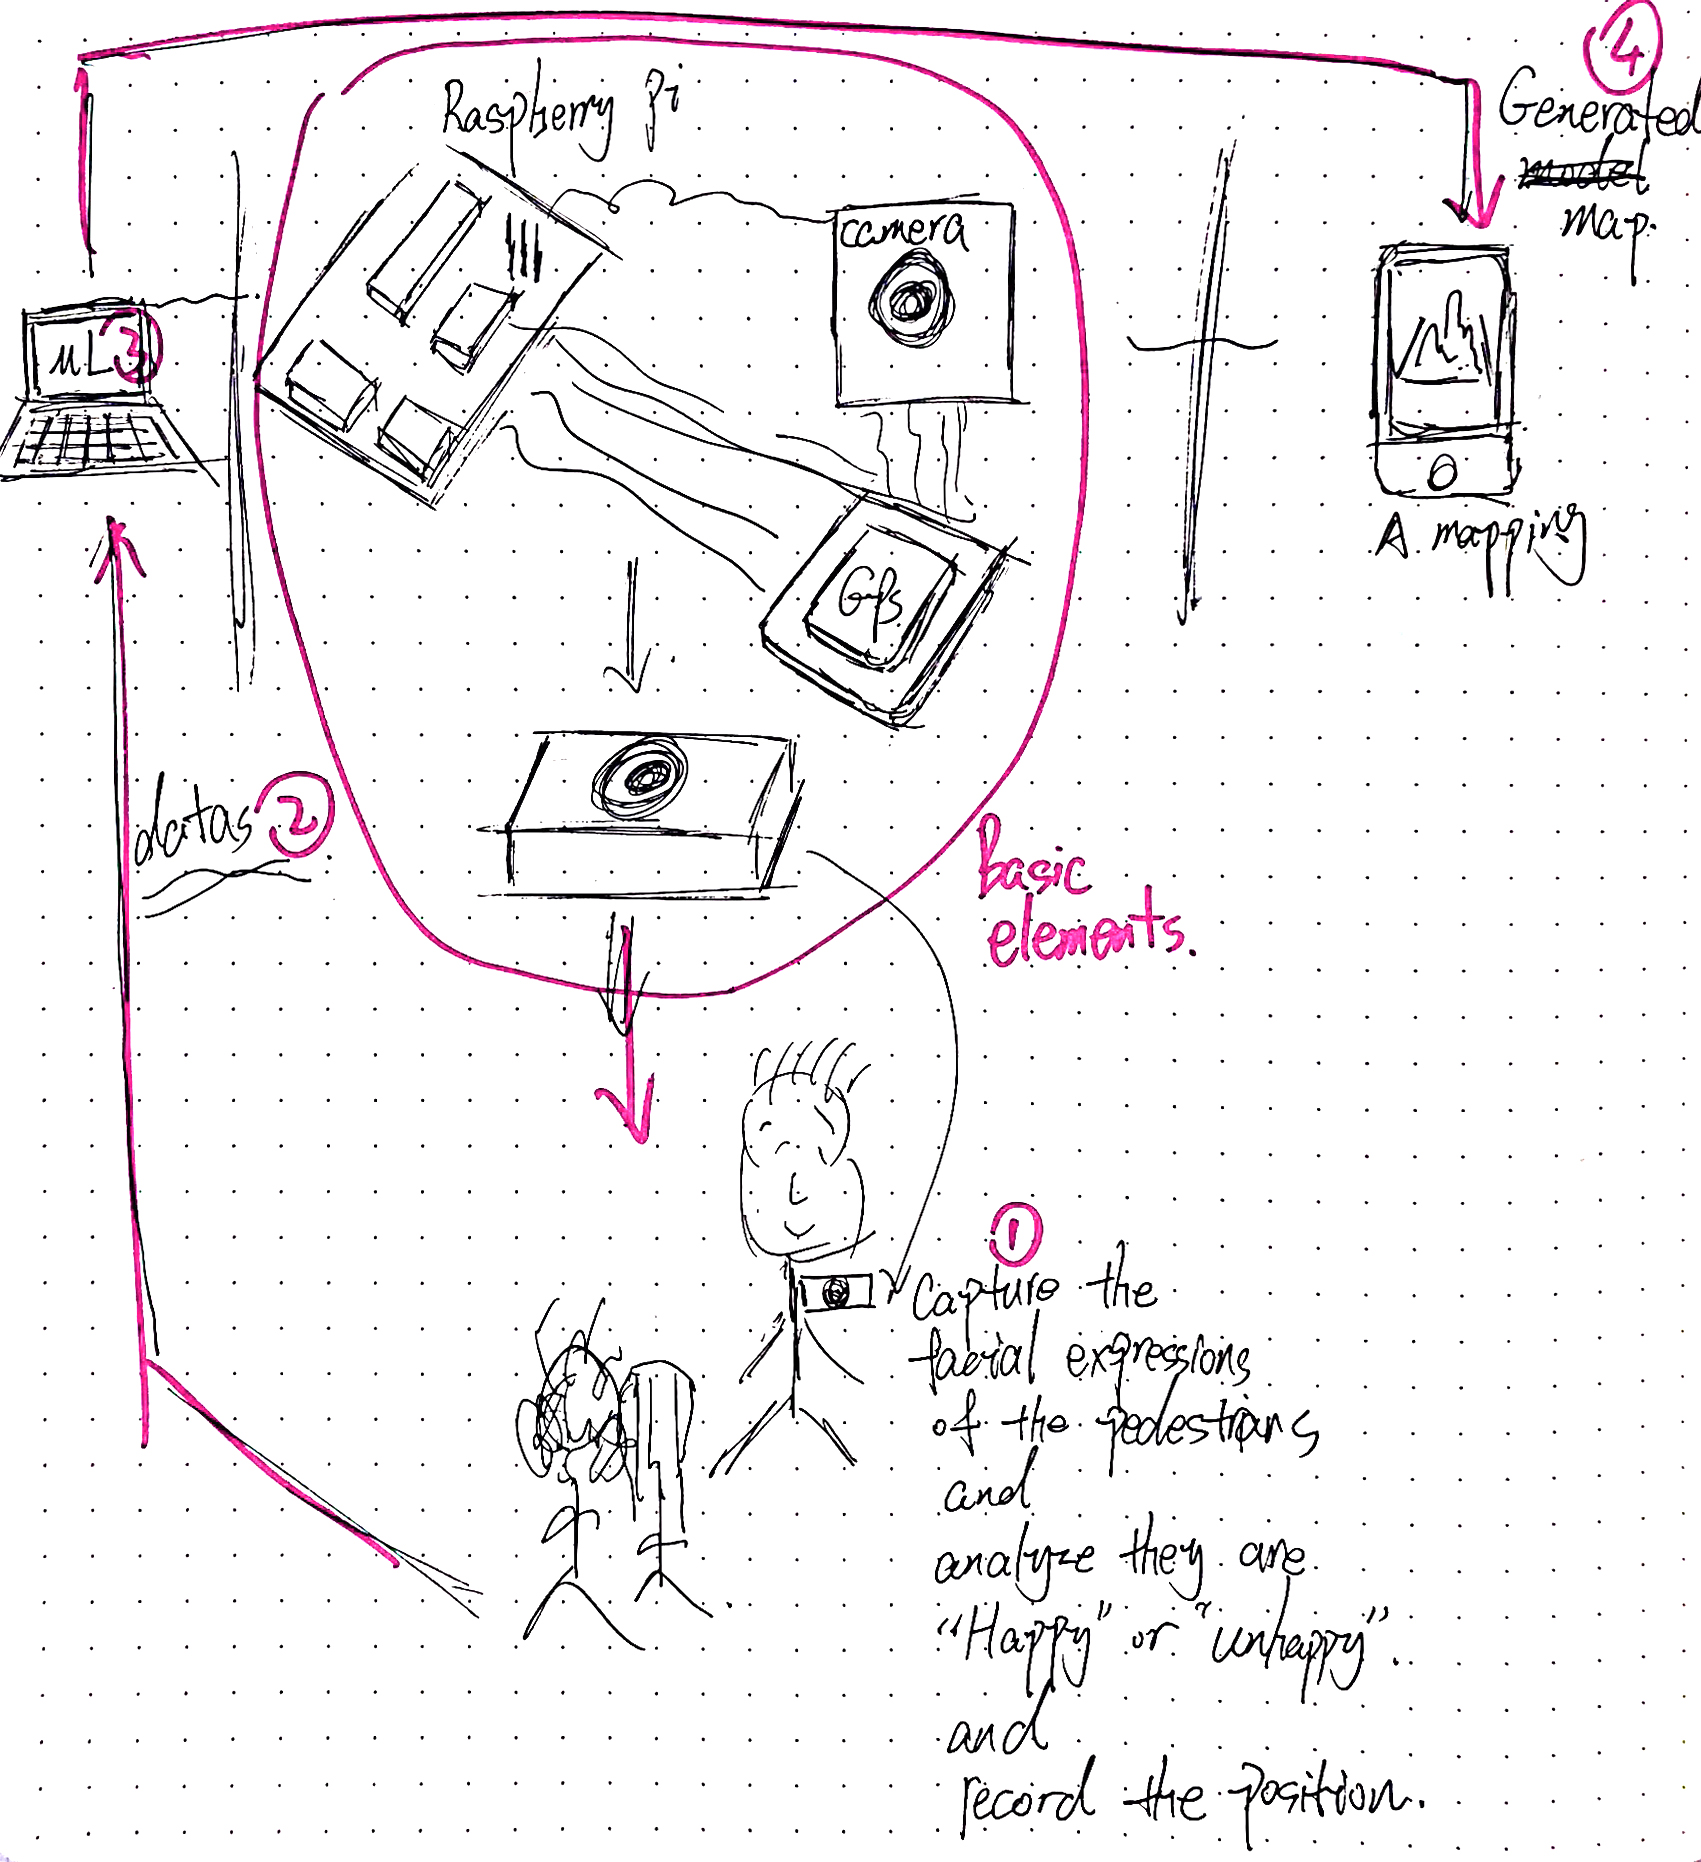 4
Generated
model
map.
Raspberry Pi
camera
ML
3
GPS
A mapping
datas 2
Basic
elements.
1
Capture the
facial expressions
of the pedestrians
and
analyze they are
"Happy" or "unhappy".
and
record the position.